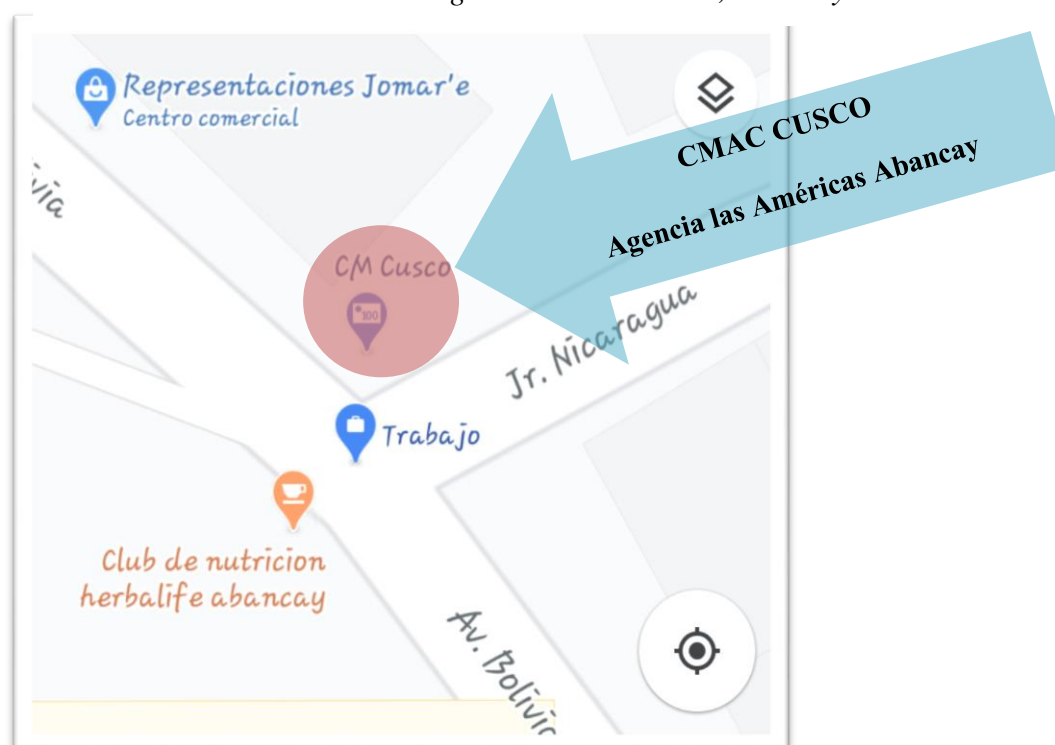 Representaciones Jomar'e
Centro comercial
CMAC CUSCO
Agencia las Américas Abancay
CM Cusco
100
Jr. Nicaragua
Trabajo
Club de nutricion
herbalife abancay
Av. Bolivia